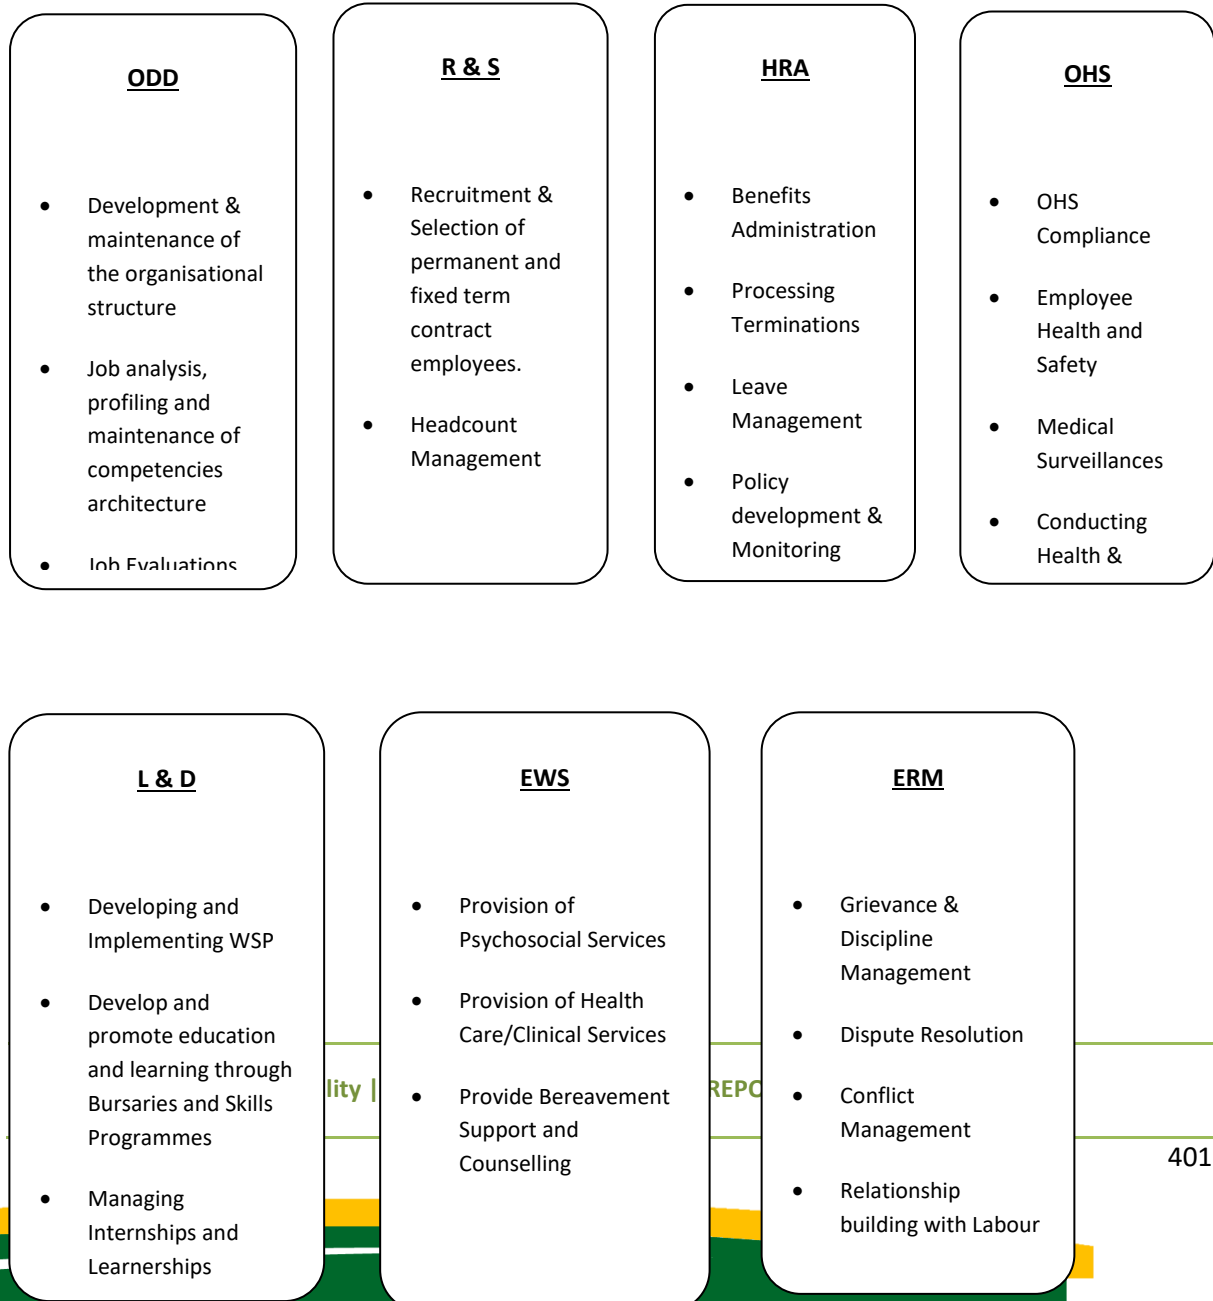 ODD
• Development &
maintenance of
the organisational
structure
• Job analysis,
profiling and
maintenance of
competencies
architecture
• Job Evaluations
R & S
• Recruitment &
Selection of
permanent and
fixed term
contract
employees.
• Headcount
Management
HRA
• Benefits
Administration
• Processing
Terminations
• Leave
Management
• Policy
development &
Monitoring
OHS
• OHS
Compliance
• Employee
Health and
Safety
• Medical
Surveillances
• Conducting
Health &
L & D
• Developing and
Implementing WSP
• Develop and
promote education
and learning through
Bursaries and Skills
Programmes
• Managing
Internships and
Learnerships
EWS
• Provision of
Psychosocial Services
• Provision of Health
Care/Clinical Services
• Provide Bereavement
Support and
Counselling
ERM
• Grievance &
Discipline
Management
• Dispute Resolution
• Conflict
Management
• Relationship
building with Labour
lity | REPO
401